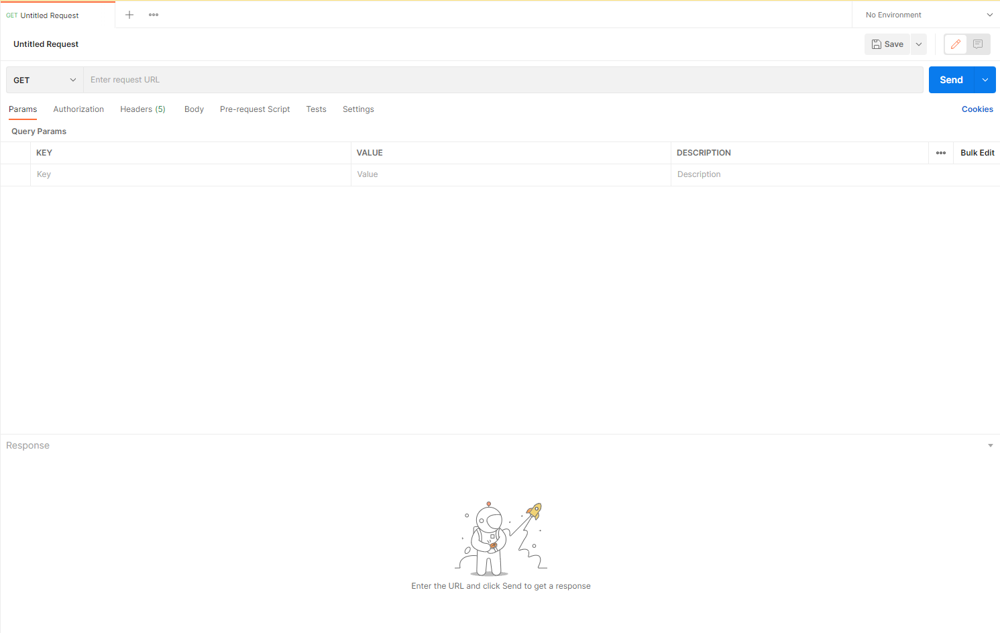 GET Untitled Request
No Environment
Untitled Request
Save
GET
Enter request URL
Send
Params Authorization Headers (5) Body Pre-request Script Tests Settings Cookies
Query Params
KEY VALUE DESCRIPTION Bulk Edit
Key Value Description
Response
Enter the URL and click Send to get a response